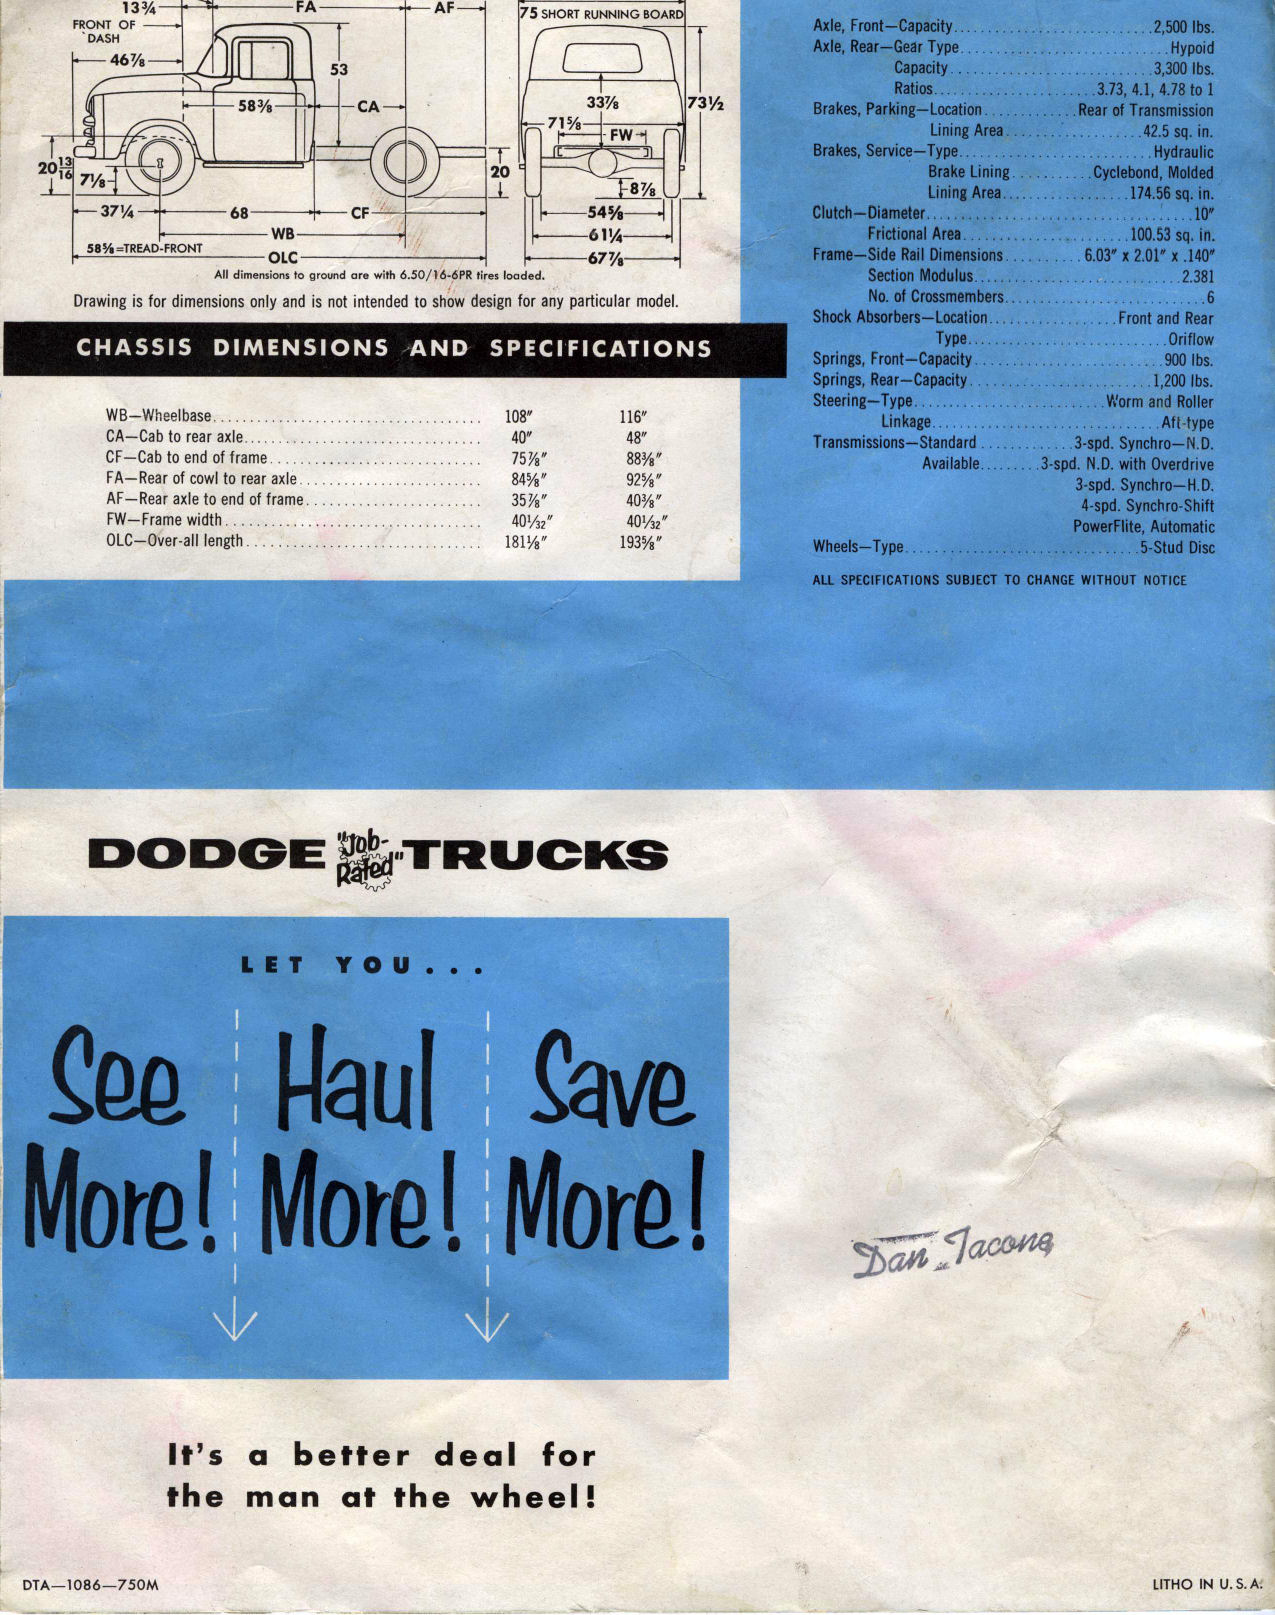 13¾ FA AF
FRONT OF
DASH
46⅞
53
58⅜ CA
20 13/16
7⅛
20
37¼ 68 CF
WB
58⅜=TREAD-FRONT
OLC
75 SHORT RUNNING BOARD
33⅞ 73½
71⅝
FW
8⅞
54⅝
61¼
67⅞
All dimensions to ground are with 6.50/16-6PR tires loaded.
Drawing is for dimensions only and is not intended to show design for any particular model.
CHASSIS DIMENSIONS AND SPECIFICATIONS
WB—Wheelbase 108″ 116″
CA—Cab to rear axle 40″ 48″
CF—Cab to end of frame 75⅞″ 88⅜″
FA—Rear of cowl to rear axle 84⅝″ 92⅝″
AF—Rear axle to end of frame 35⅞″ 40⅜″
FW—Frame width 40 1/32″ 40 1/32″
OLC—Over-all length 181⅛″ 193⅝″
Axle, Front—Capacity 2,500 lbs.
Axle, Rear—Gear Type Hypoid
Capacity 3,300 lbs.
Ratios 3.73, 4.1, 4.78 to 1
Brakes, Parking—Location Rear of Transmission
Lining Area 42.5 sq. in.
Brakes, Service—Type Hydraulic
Brake Lining Cyclebond, Molded
Lining Area 174.56 sq. in.
Clutch—Diameter 10″
Frictional Area 100.53 sq. in.
Frame—Side Rail Dimensions 6.03″ x 2.01″ x .140″
Section Modulus 2.381
No. of Crossmembers 6
Shock Absorbers—Location Front and Rear
Type Oriflow
Springs, Front—Capacity 900 lbs.
Springs, Rear—Capacity 1,200 lbs.
Steering—Type Worm and Roller
Linkage Aft-type
Transmissions—Standard 3-spd. Synchro—N.D.
Available 3-spd. N.D. with Overdrive
3-spd. Synchro—H.D.
4-spd. Synchro-Shift
PowerFlite, Automatic
Wheels—Type 5-Stud Disc
ALL SPECIFICATIONS SUBJECT TO CHANGE WITHOUT NOTICE
DODGE "Job-Rated" TRUCKS
LET YOU...
See Haul Save
More! More! More!
Dan Iacone
It's a better deal for
the man at the wheel!
DTA—1086—750M
LITHO IN U.S.A.